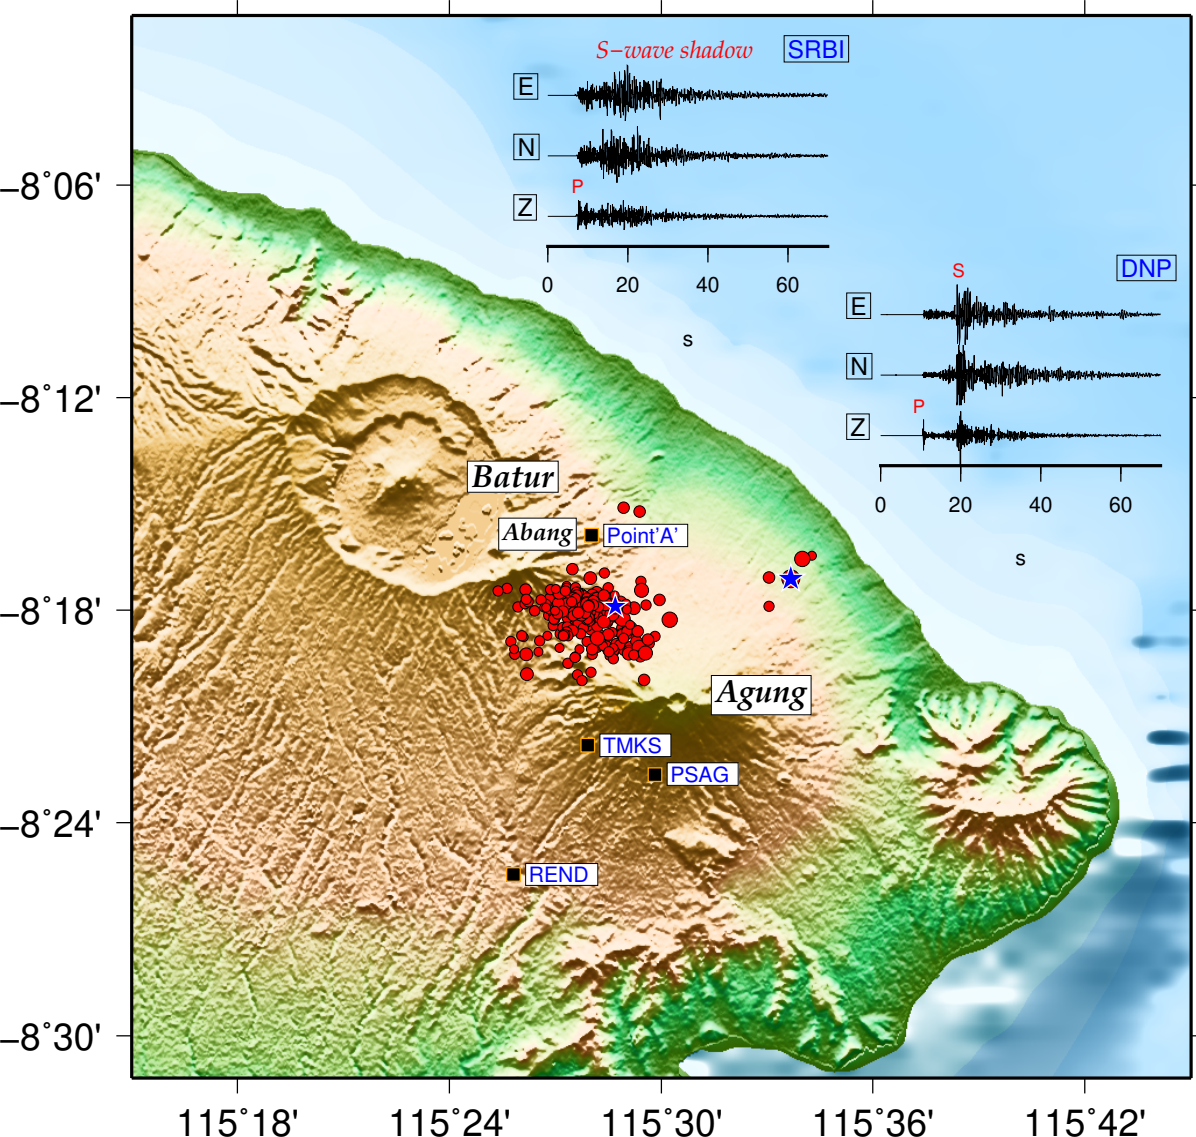 S-wave shadow SRBI
E
N
P
Z
0 20 40 60
s
DNP
S
E
N
P
Z
0 20 40 60
s
-8°06'
-8°12'
-8°18'
-8°24'
-8°30'
Batur
Abang Point'A'
Agung
TMKS
PSAG
REND
115°18' 115°24' 115°30' 115°36' 115°42'